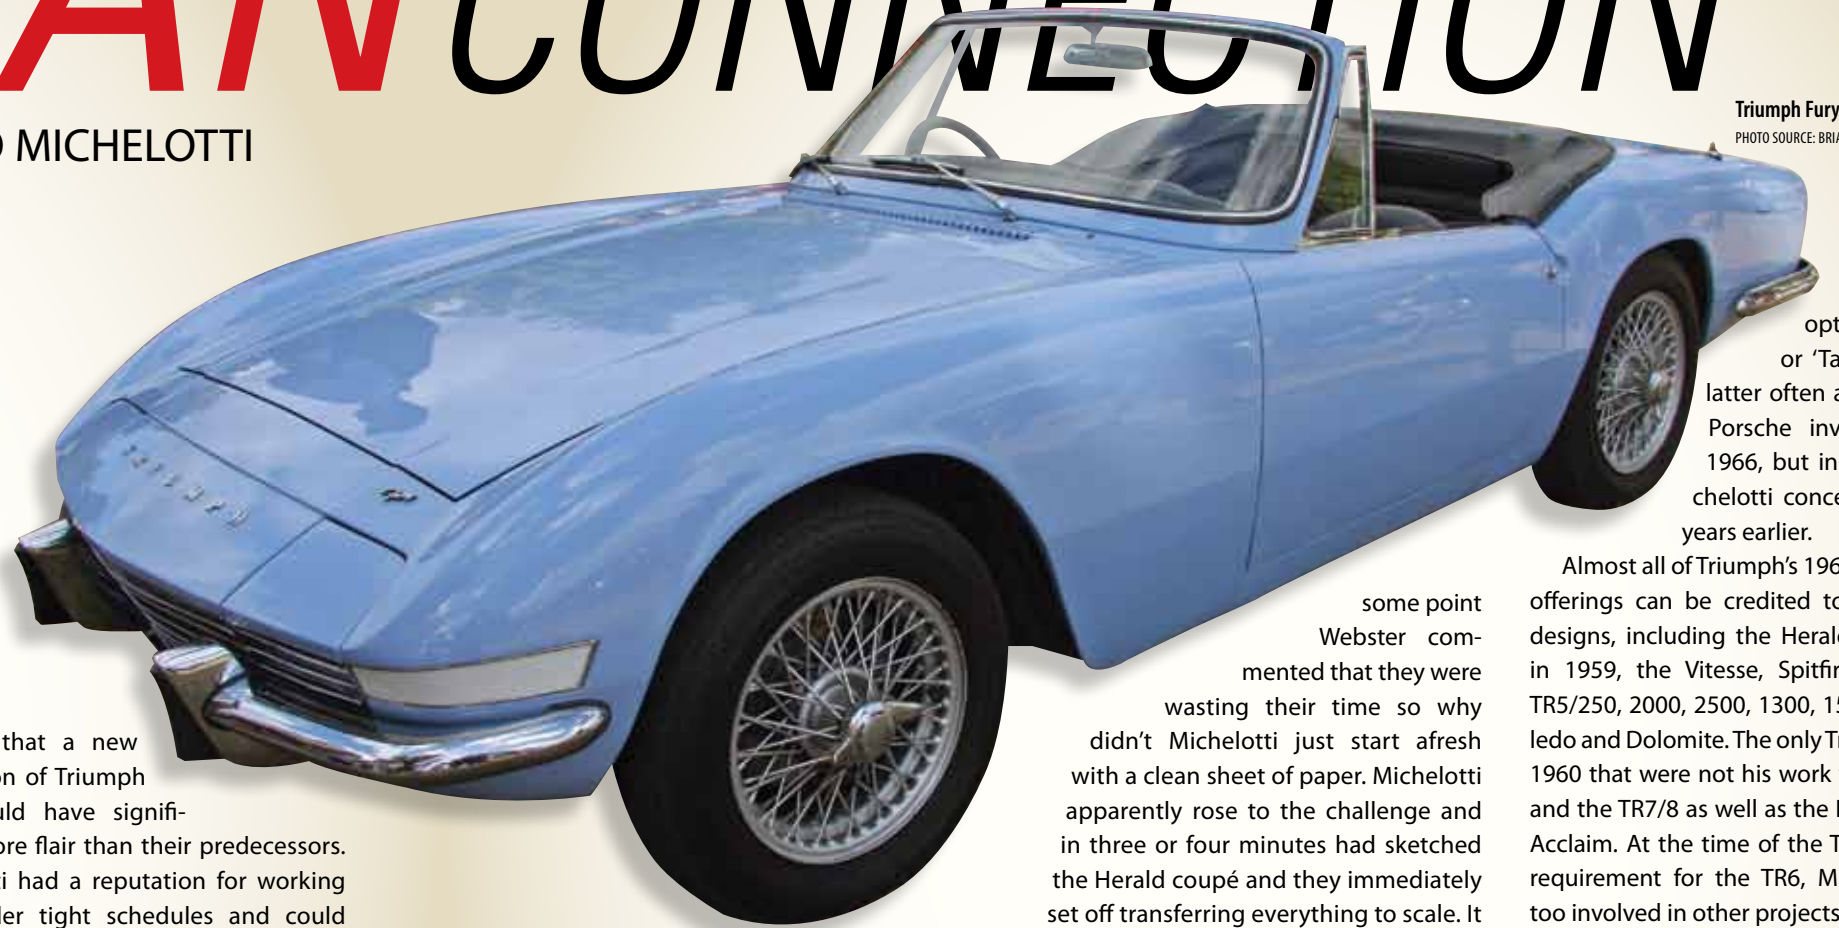 AN CONNECTION
MICHELOTTI
Triumph Fury
PHOTO SOURCE: BRIA
TRIUMPH
that a new
on of Triumph
uld have signifi-
ore flair than their predecessors.
ti had a reputation for working
der tight schedules and could
some point
Webster com-
mented that they were
wasting their time so why
didn’t Michelotti just start afresh
with a clean sheet of paper. Michelotti
apparently rose to the challenge and
in three or four minutes had sketched
the Herald coupé and they immediately
set off transferring everything to scale. It
opt
or ‘Ta
latter often a
Porsche inv
1966, but in
chelotti conce
years earlier.
Almost all of Triumph’s 196
offerings can be credited to
designs, including the Herald
in 1959, the Vitesse, Spitfir
TR5/250, 2000, 2500, 1300, 15
ledo and Dolomite. The only Tr
1960 that were not his work
and the TR7/8 as well as the
Acclaim. At the time of the T
requirement for the TR6, M
too involved in other projects